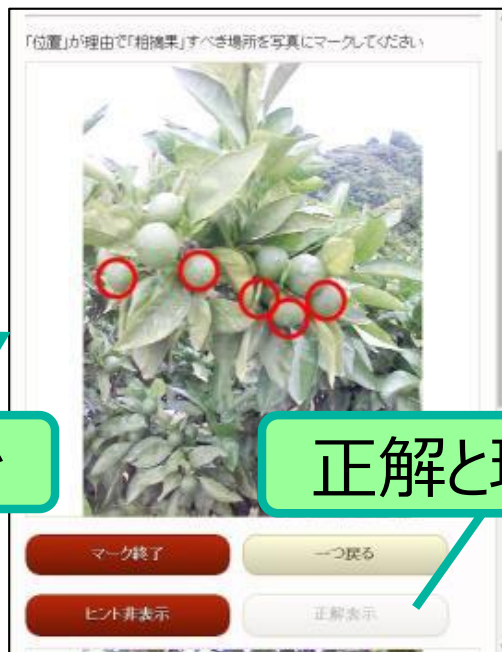 「位置」が理由で「粗摘果」すべき場所を写真にマークしてください
正解と
マーク終了
一つ戻る
ヒント非表示
正解表示